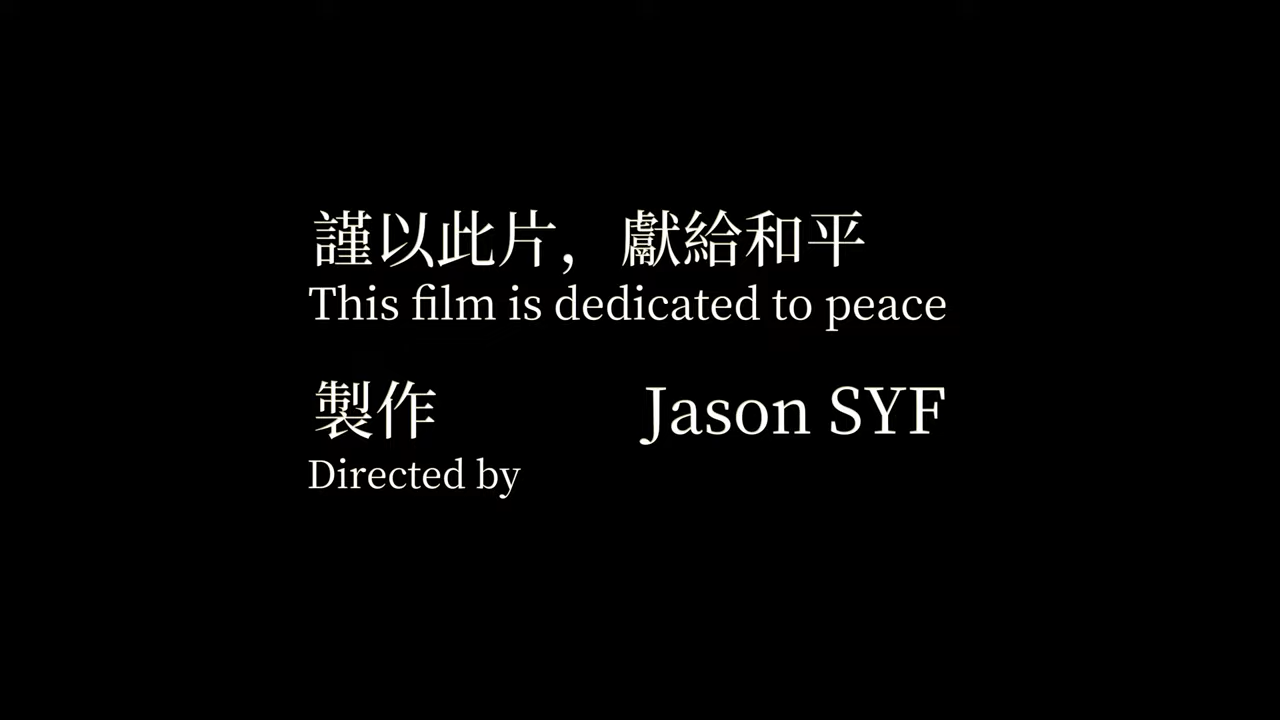 謹以此片，獻給和平
This film is dedicated to peace
製作 Jason SYF
Directed by